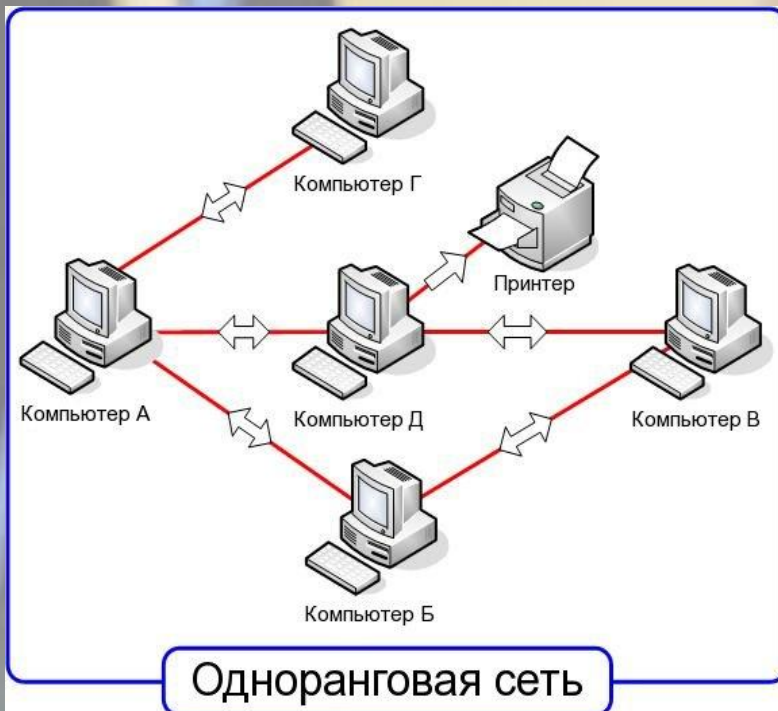 Компьютер Г
Принтер
Компьютер А
Компьютер Д
Компьютер В
Компьютер Б
Одноранговая сеть